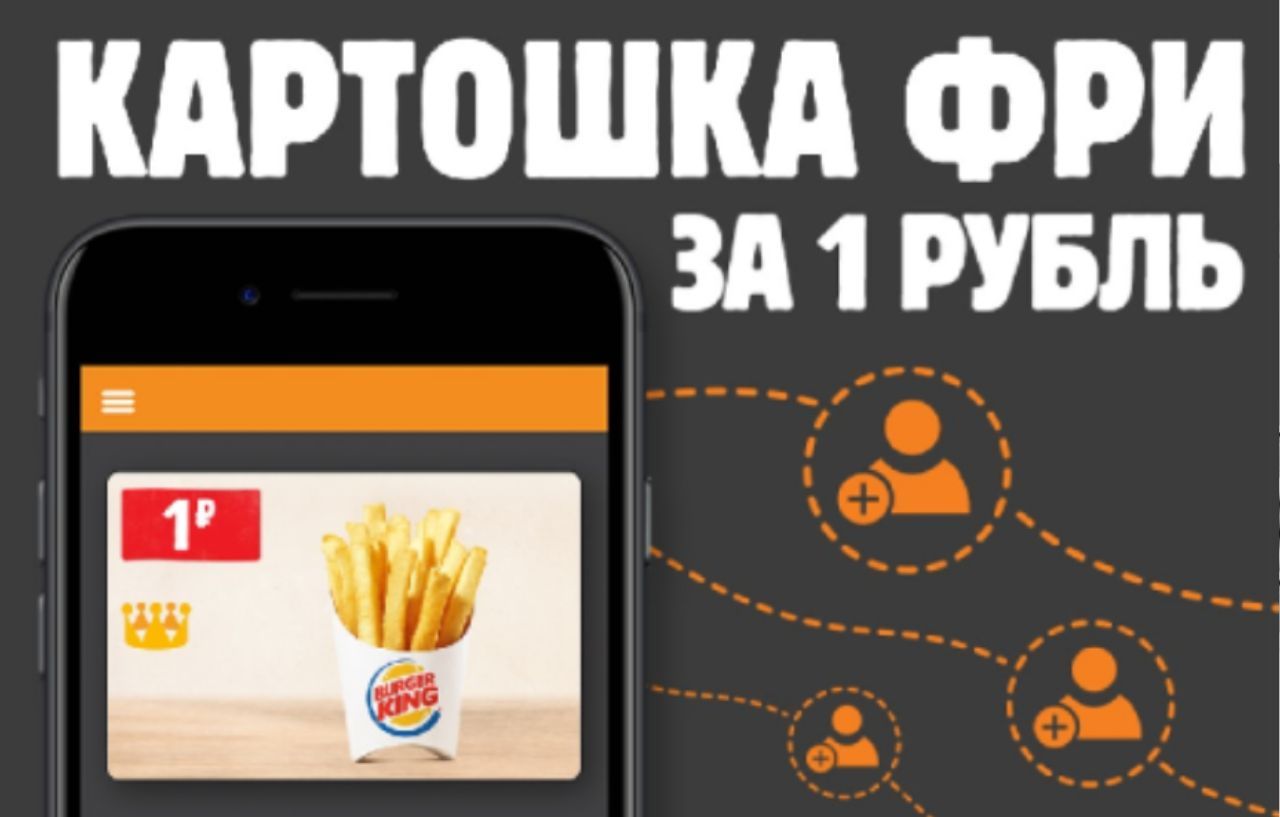 КАРТОШКА ФРИ
ЗА 1 РУБЛЬ
1₽
BURGER
KING